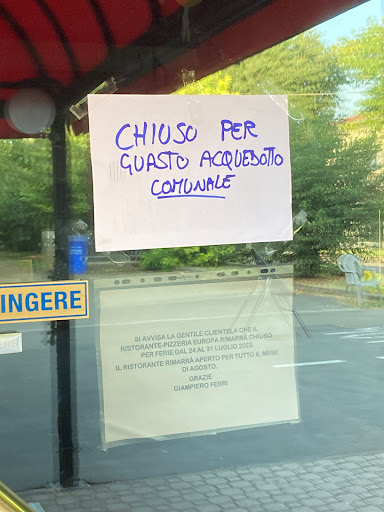 CHIUSO PER
GUASTO ACQUEDOTTO
COMUNALE
INGERE
SI AVVISA LA GENTILE CLIENTELA CHE IL
RISTORANTE-PIZZERIA EUROPA RIMARRÀ CHIUSO
PER FERIE DAL 24 AL 31 LUGLIO 2023.
IL RISTORANTE RIMARRÀ APERTO PER TUTTO IL MESE
DI AGOSTO.
GRAZIE
GIAMPIERO FERRI